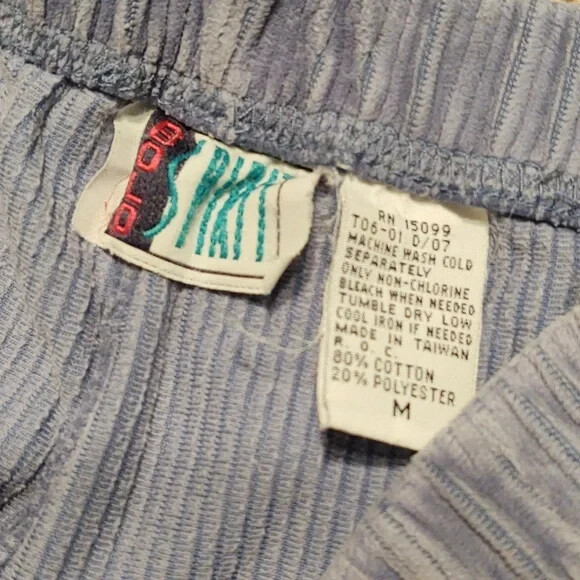 BOLD
SPIRIT
RN 15099
T06-01 D/07
MACHINE WASH COLD
SEPARATELY
ONLY NON-CHLORINE
BLEACH WHEN NEEDED
TUMBLE DRY LOW
COOL IRON IF NEEDED
MADE IN TAIWAN
R. O. C.
80% COTTON
20% POLYESTER
M